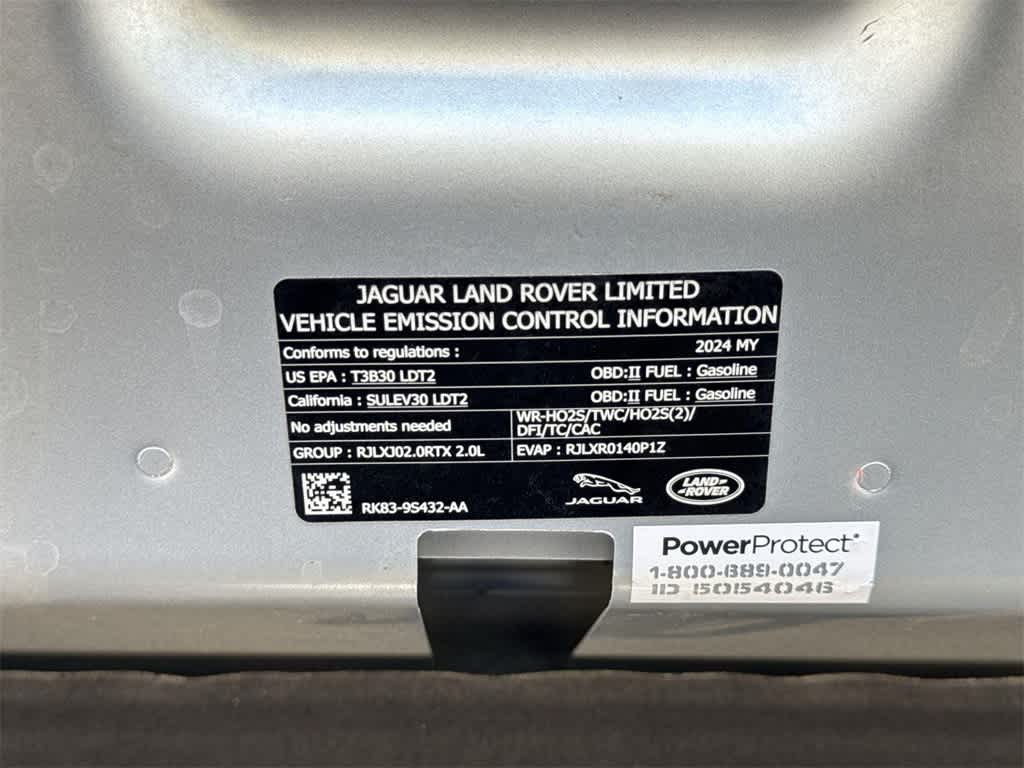 JAGUAR LAND ROVER LIMITED
VEHICLE EMISSION CONTROL INFORMATION
Conforms to regulations : 2024 MY
US EPA : T3B30 LDT2 OBD:II FUEL : Gasoline
California : SULEV30 LDT2 OBD:II FUEL : Gasoline
No adjustments needed
WR-HO2S/TWC/HO2S(2)/
DFI/TC/CAC
GROUP : RJLXJ02.0RTX 2.0L EVAP : RJLXR0140P1Z
RK83-9S432-AA
JAGUAR
LAND ROVER
PowerProtect
1-800-689-0047
ID 15054046